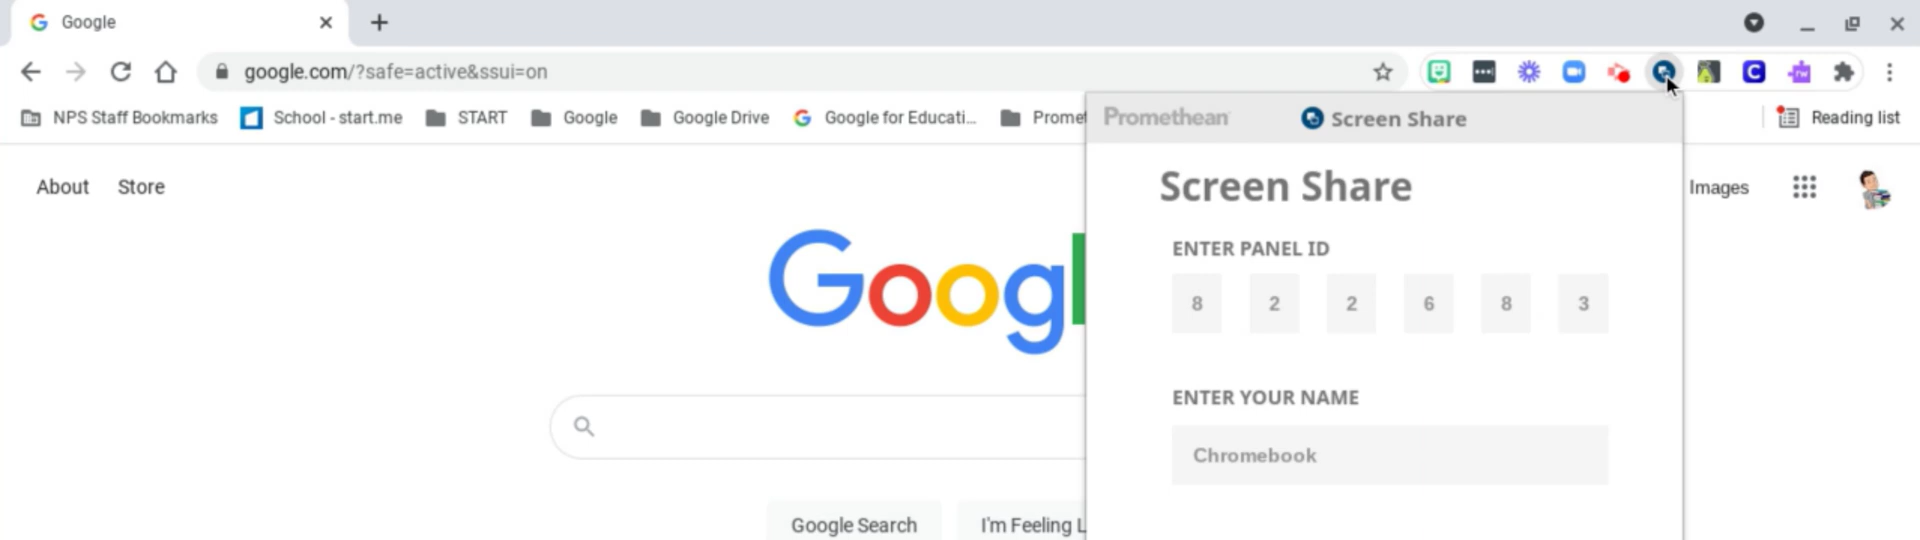 Google
google.com/?safe=active&ssui=on
NPS Staff Bookmarks School - start.me START Google Google Drive Google for Educati... Promet Reading list
Promethean Screen Share
About Store Images
Screen Share
ENTER PANEL ID
8 2 2 6 8 3
Googl
ENTER YOUR NAME
Chromebook
Google Search I'm Feeling L